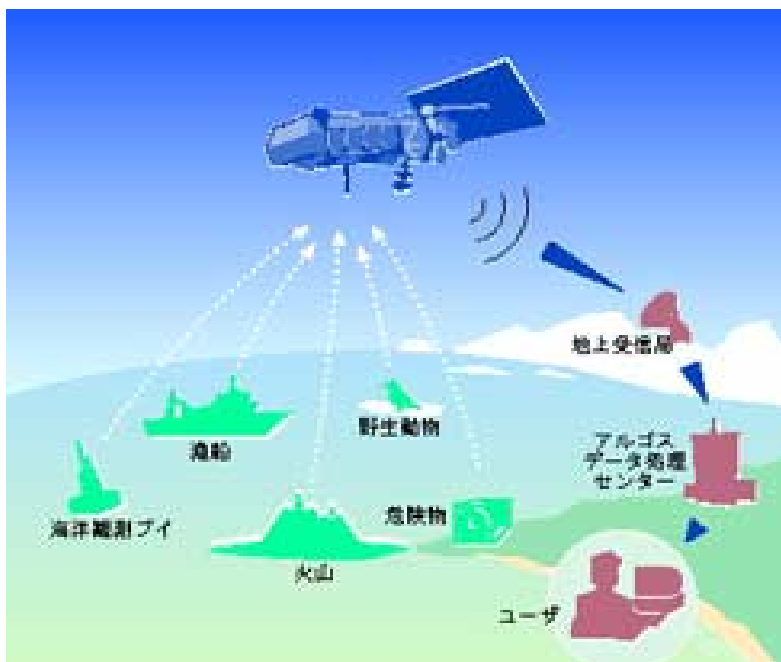 地上受信局
漁船
野生動物
アルゴス
データ処理
センター
海洋観測ブイ
危険物
火山
ユーザ